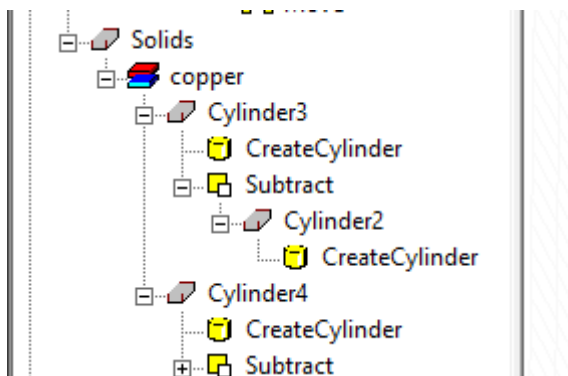 Solids
copper
Cylinder3
CreateCylinder
Subtract
Cylinder2
CreateCylinder
Cylinder4
CreateCylinder
Subtract